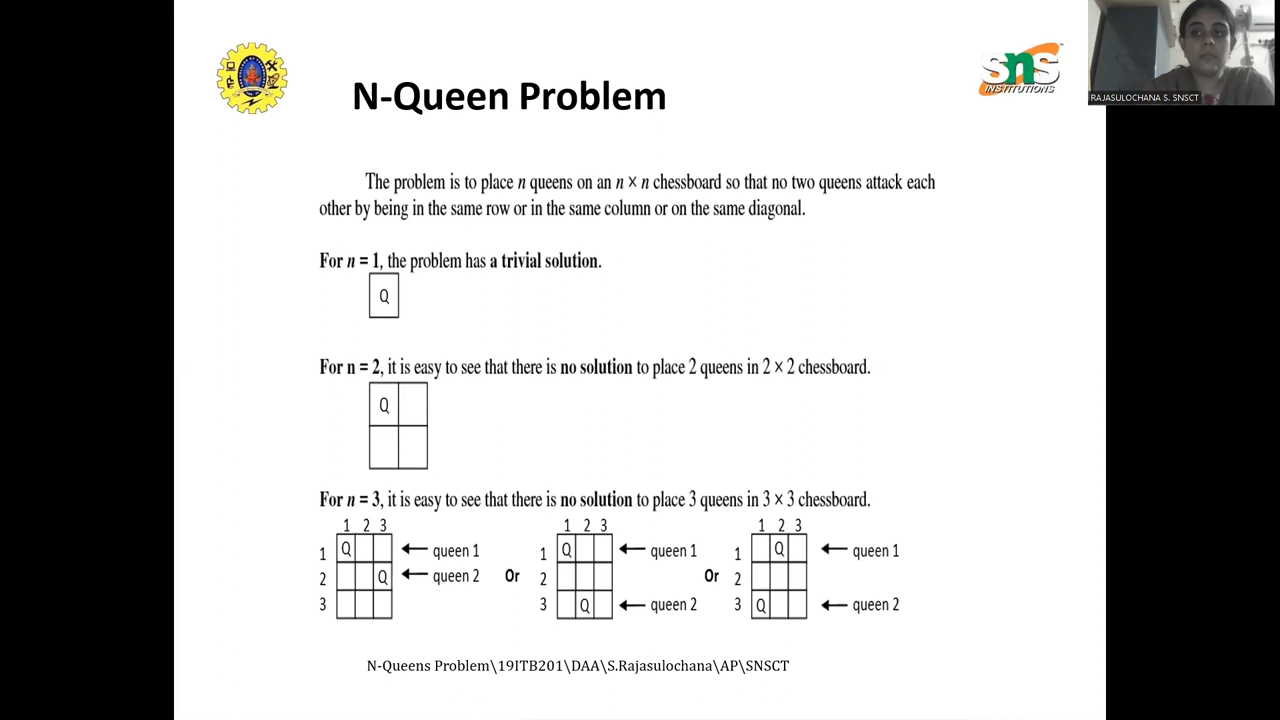 SNS
INSTITUTIONS
RAJASULOCHANA S. SNSCT
N-Queen Problem
The problem is to place n queens on an n × n chessboard so that no two queens attack each
other by being in the same row or in the same column or on the same diagonal.
For n = 1, the problem has a trivial solution.
Q
For n = 2, it is easy to see that there is no solution to place 2 queens in 2 × 2 chessboard.
Q
For n = 3, it is easy to see that there is no solution to place 3 queens in 3 × 3 chessboard.
1 2 3 1 2 3 1 2 3
1 Q queen 1 1 Q queen 1 1 Q queen 1
2 Q queen 2 Or 2 Or 2
3 3 Q queen 2 3 Q queen 2
N-Queens Problem\19ITB201\DAA\S.Rajasulochana\AP\SNSCT